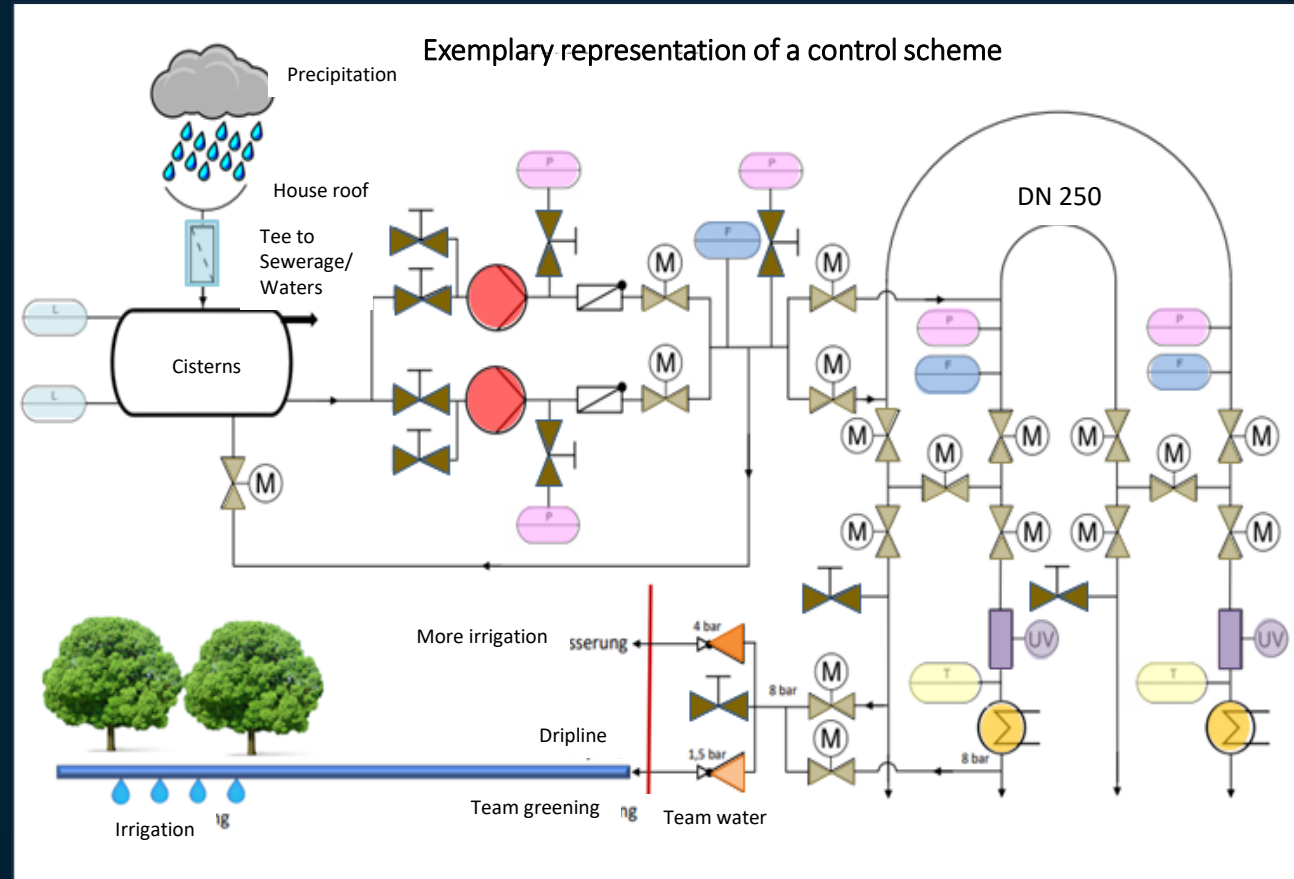 Exemplary representation of a control scheme
Precipitation
House roof
Tee to
Sewerage/
Waters
Cisterns
L
L
P
P
F
M
M
M
M
M
DN 250
P
F
P
F
M
M
M
M
M
M
M
M
M
M
UV
UV
T
T
More irrigation
sserung
4 bar
8 bar
M
M
8 bar
1,5 bar
Dripline
Team greening
ng
Team water
Irrigation
ng